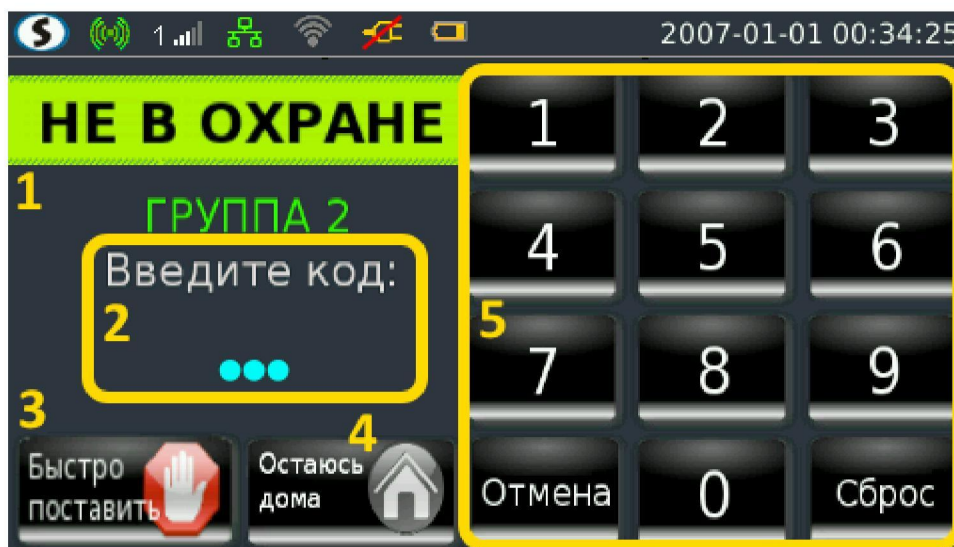 S 1 2007-01-01 00:34:25
НЕ В ОХРАНЕ
1
ГРУППА 2
Введите код:
2
3
4
Быстро
поставить
Остаюсь
дома
5
1 2 3
4 5 6
7 8 9
Отмена 0 Сброс